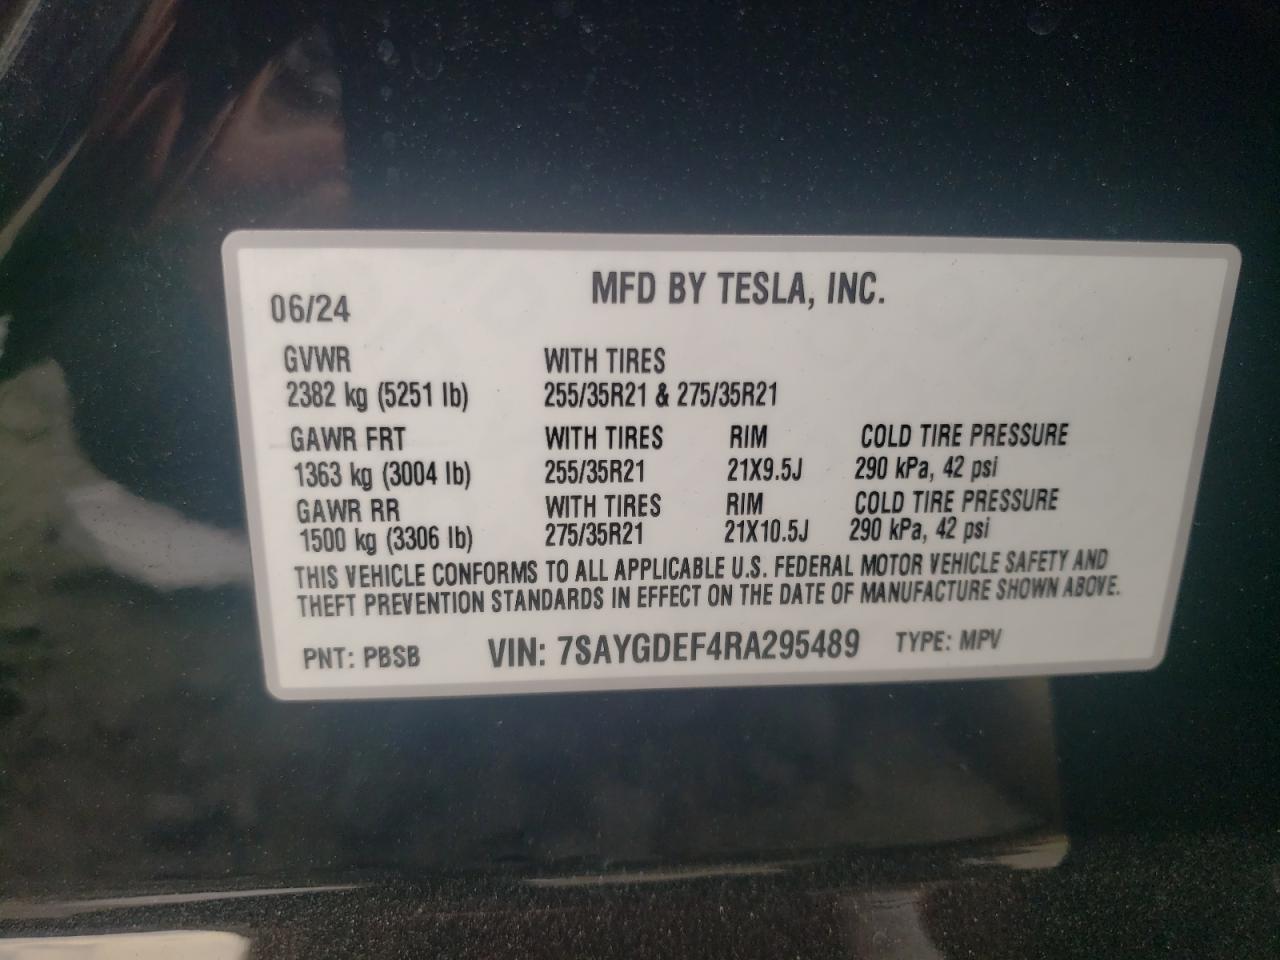 MFD BY TESLA, INC.
06/24
GVWR WITH TIRES
2382 kg (5251 lb) 255/35R21 & 275/35R21
GAWR FRT WITH TIRES RIM COLD TIRE PRESSURE
1363 kg (3004 lb) 255/35R21 21X9.5J 290 kPa, 42 psi
GAWR RR WITH TIRES RIM COLD TIRE PRESSURE
1500 kg (3306 lb) 275/35R21 21X10.5J 290 kPa, 42 psi
THIS VEHICLE CONFORMS TO ALL APPLICABLE U.S. FEDERAL MOTOR VEHICLE SAFETY AND
THEFT PREVENTION STANDARDS IN EFFECT ON THE DATE OF MANUFACTURE SHOWN ABOVE.
PNT: PBSB VIN: 7SAYGDEF4RA295489 TYPE: MPV